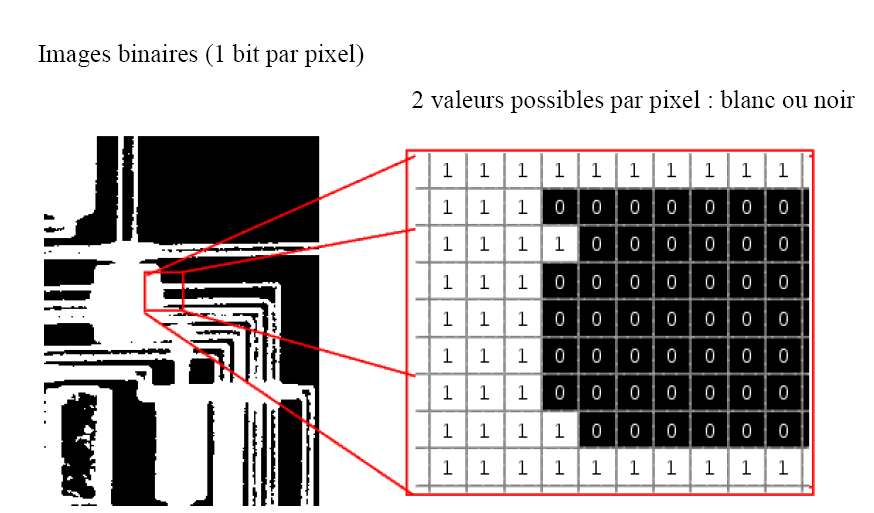 Images binaires (1 bit par pixel)
2 valeurs possibles par pixel : blanc ou noir
1 1 1 1 1 1 1 1 1 1
1 1 1 0 0 0 0 0 0 0
1 1 1 1 0 0 0 0 0 0
1 1 1 0 0 0 0 0 0 0
1 1 1 0 0 0 0 0 0 0
1 1 1 0 0 0 0 0 0 0
1 1 1 0 0 0 0 0 0 0
1 1 1 1 0 0 0 0 0 0
1 1 1 1 1 1 1 1 1 1